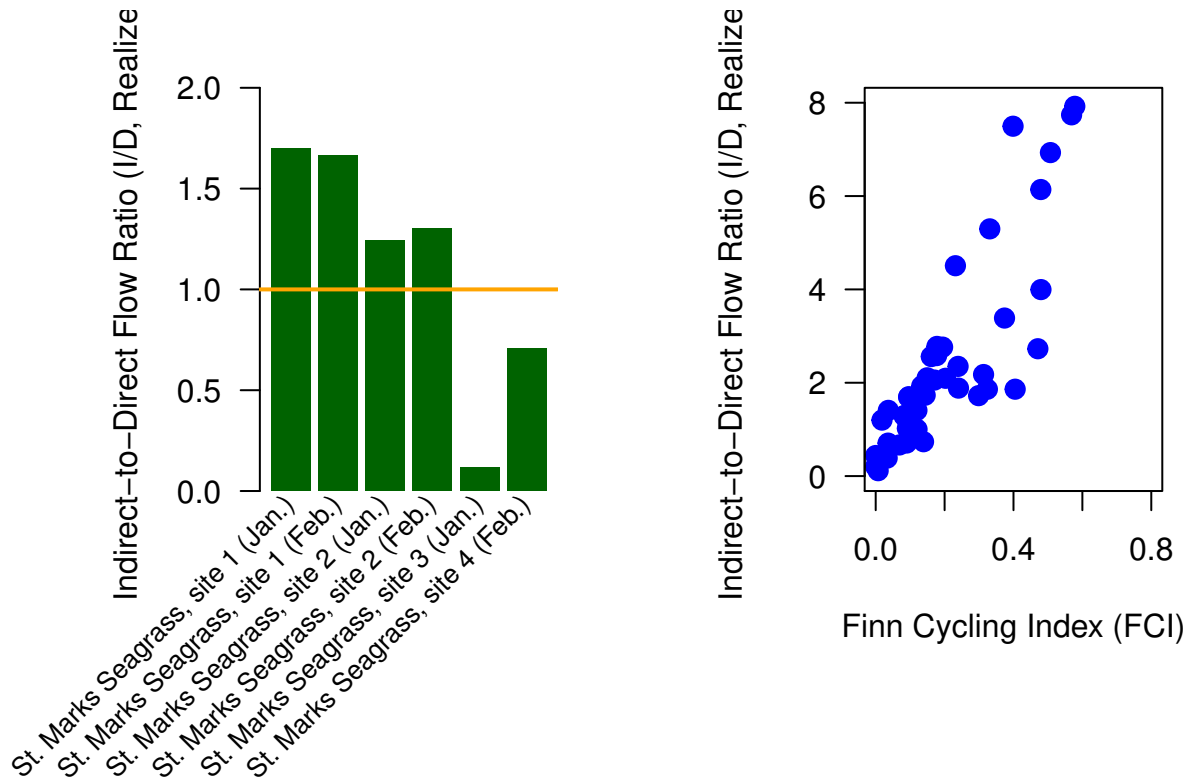 Indirect−to−Direct Flow Ratio (I/D, Realize
2.0
1.5
1.0
0.5
0.0
St. Marks Seagrass, site 1 (Jan.)
St. Marks Seagrass, site 1 (Feb.)
St. Marks Seagrass, site 2 (Jan.)
St. Marks Seagrass, site 2 (Feb.)
St. Marks Seagrass, site 3 (Jan.)
St. Marks Seagrass, site 4 (Feb.)
Indirect−to−Direct Flow Ratio (I/D, Realize
8
6
4
2
0
0.0 0.4 0.8
Finn Cycling Index (FCI)